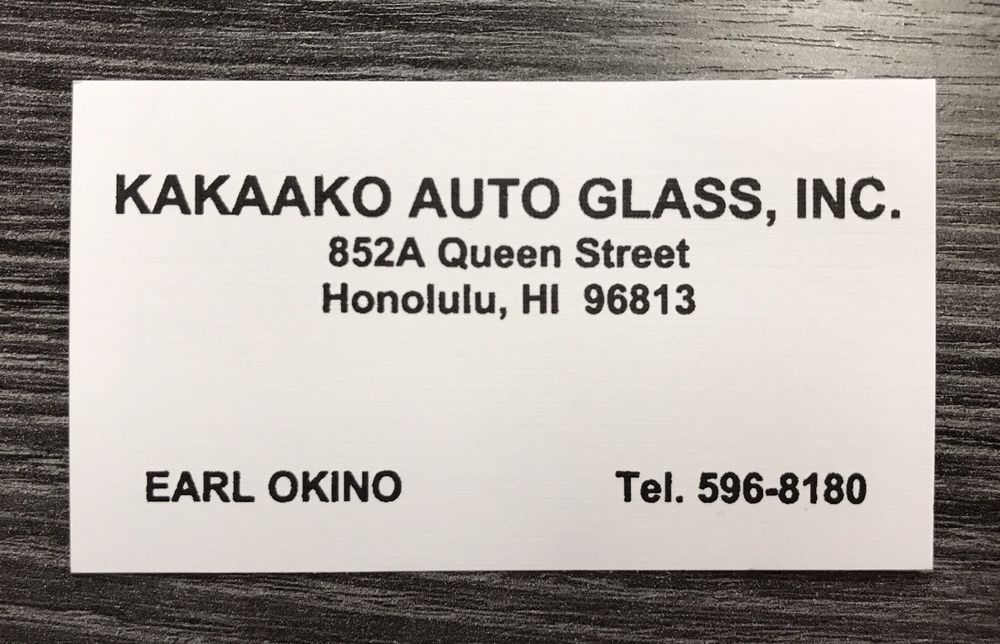 KAKAAKO AUTO GLASS, INC.
852A Queen Street
Honolulu, HI 96813
EARL OKINO
Tel. 596-8180